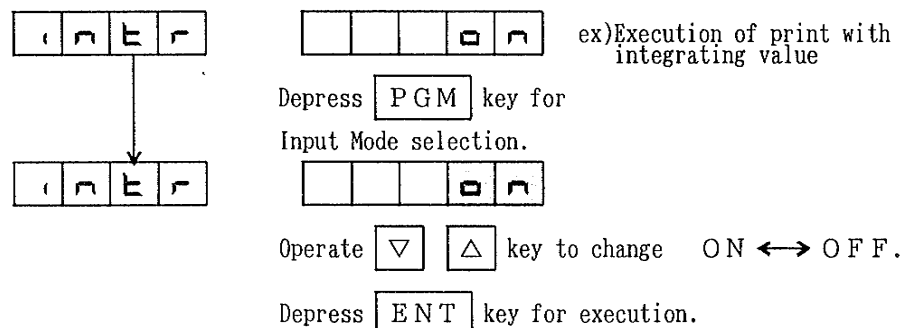 intr on ex)Execution of print with
integrating value
Depress PGM key for
Input Mode selection.
intr on
Operate ▽ △ key to change ON ↔ OFF.
Depress ENT key for execution.